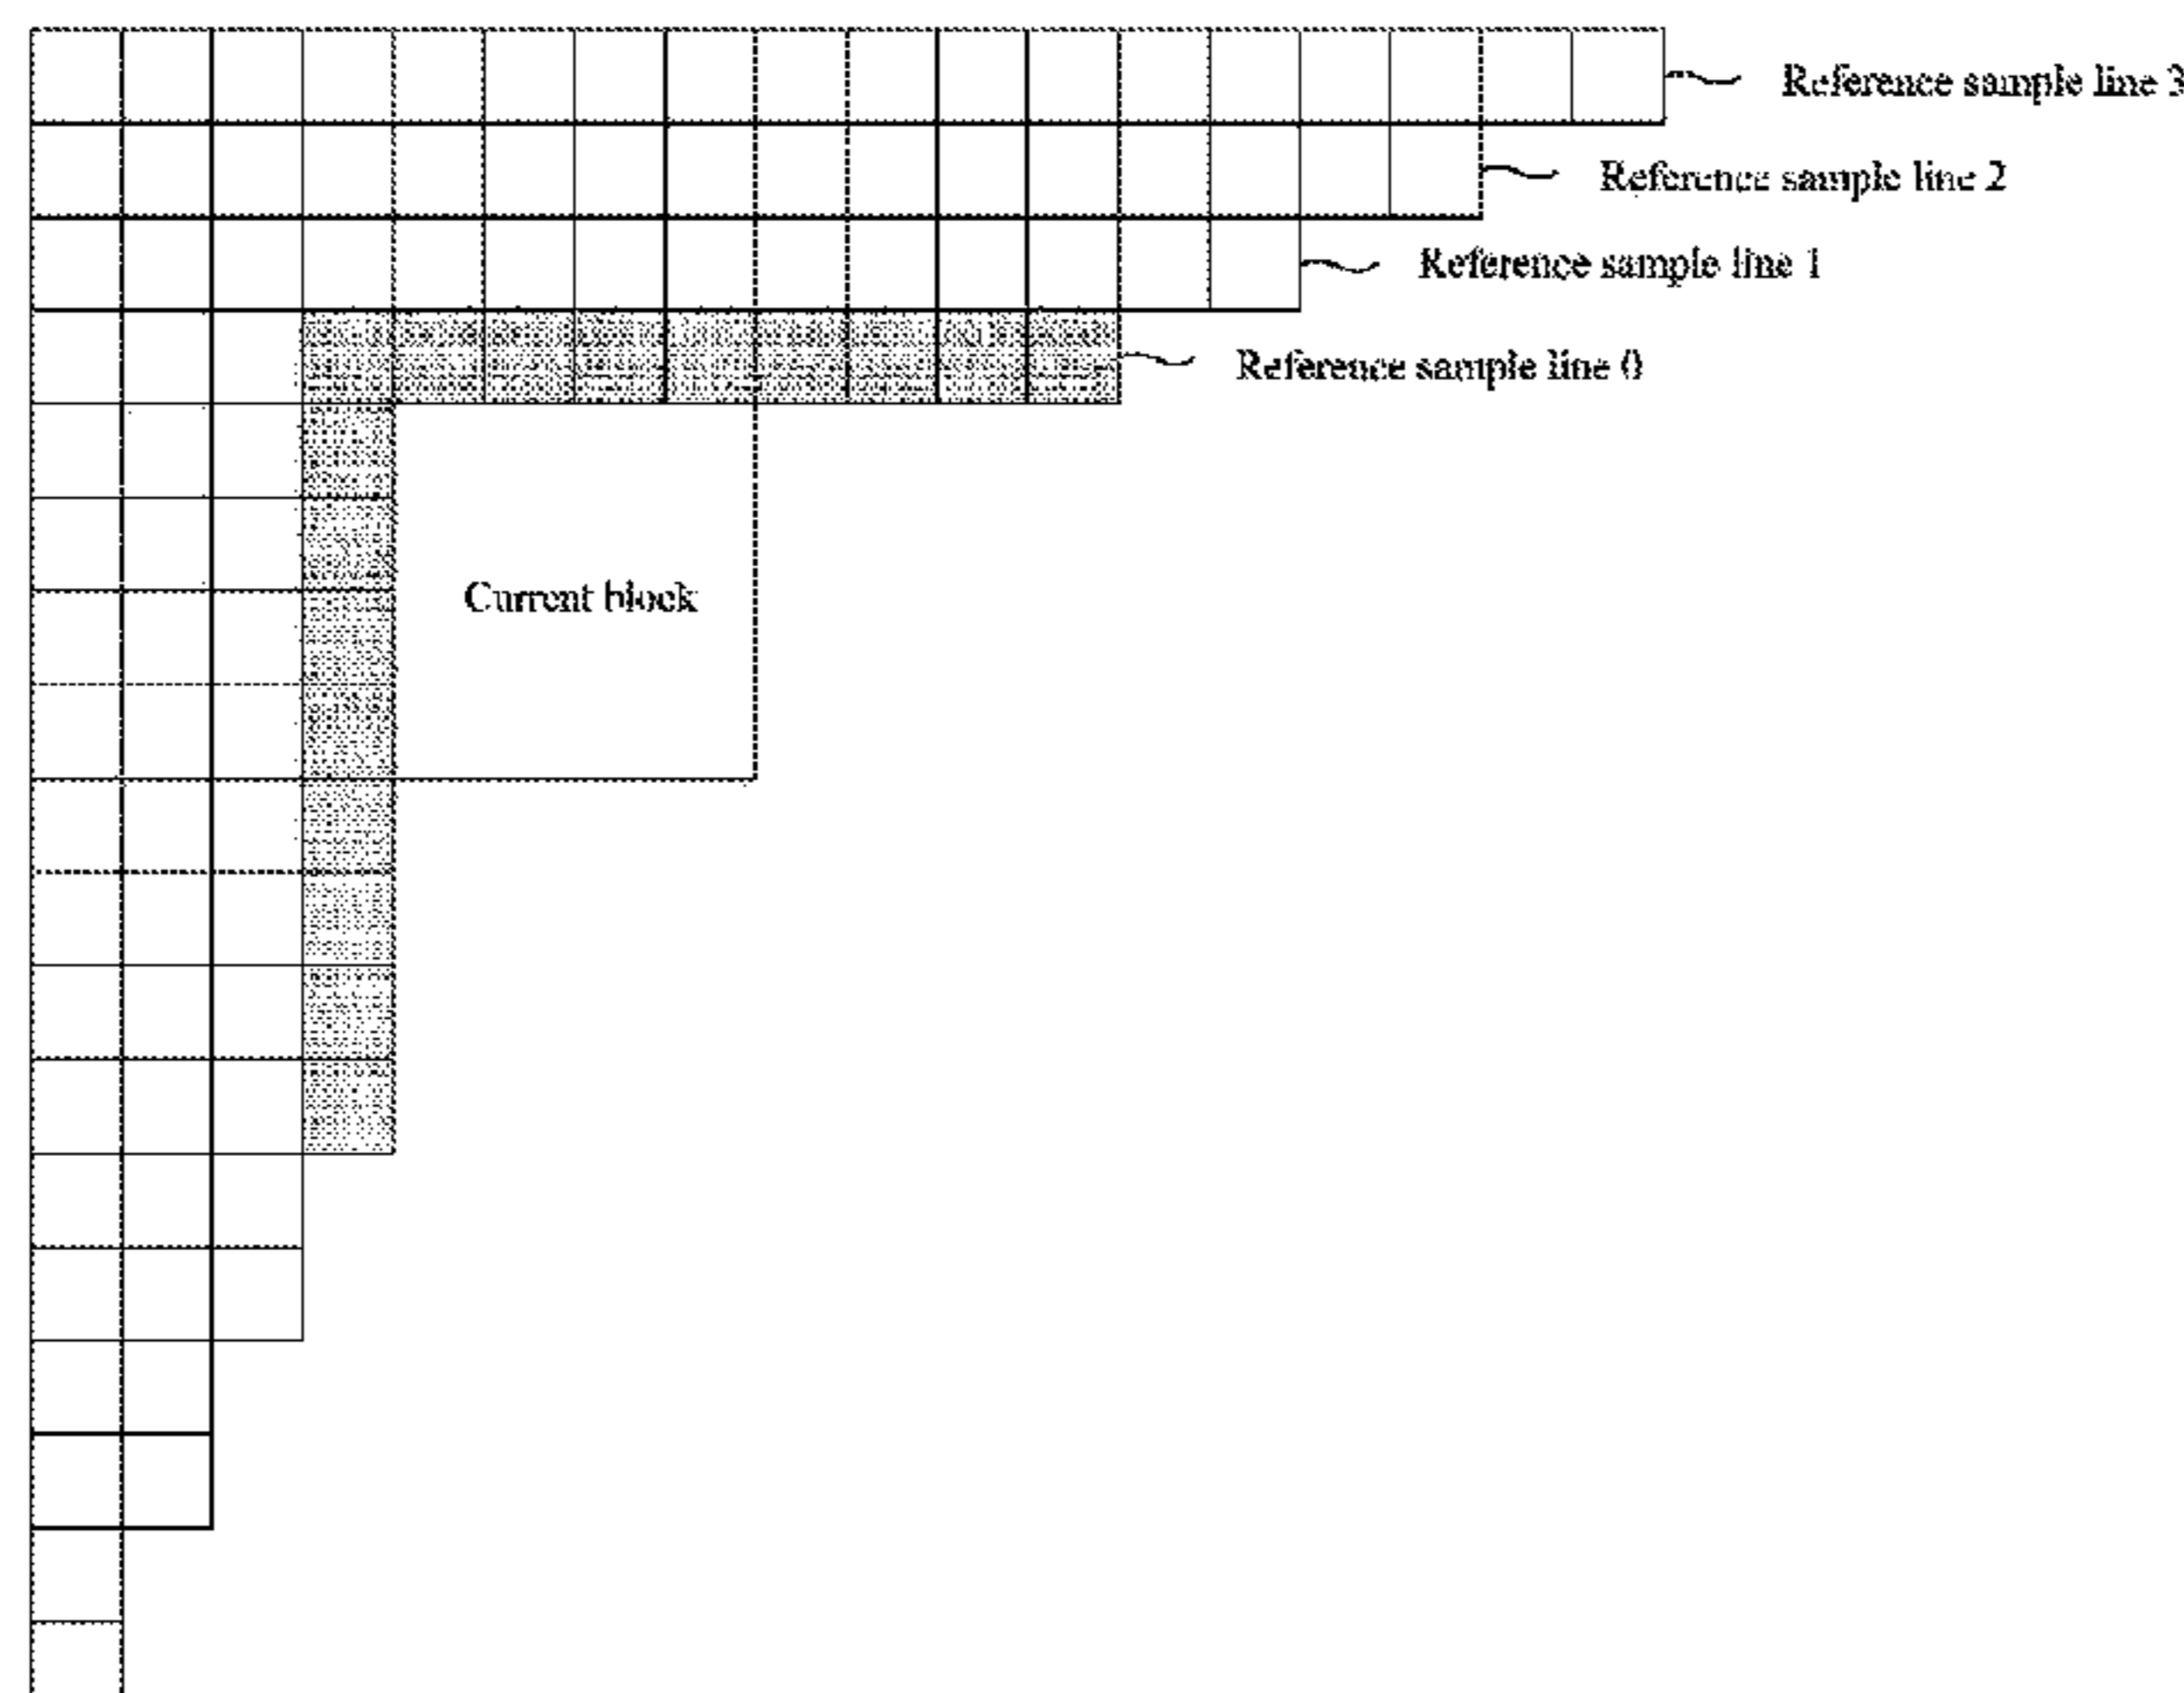 Reference sample line 3
Reference sample line 2
Reference sample line 1
Reference sample line 0
Current block